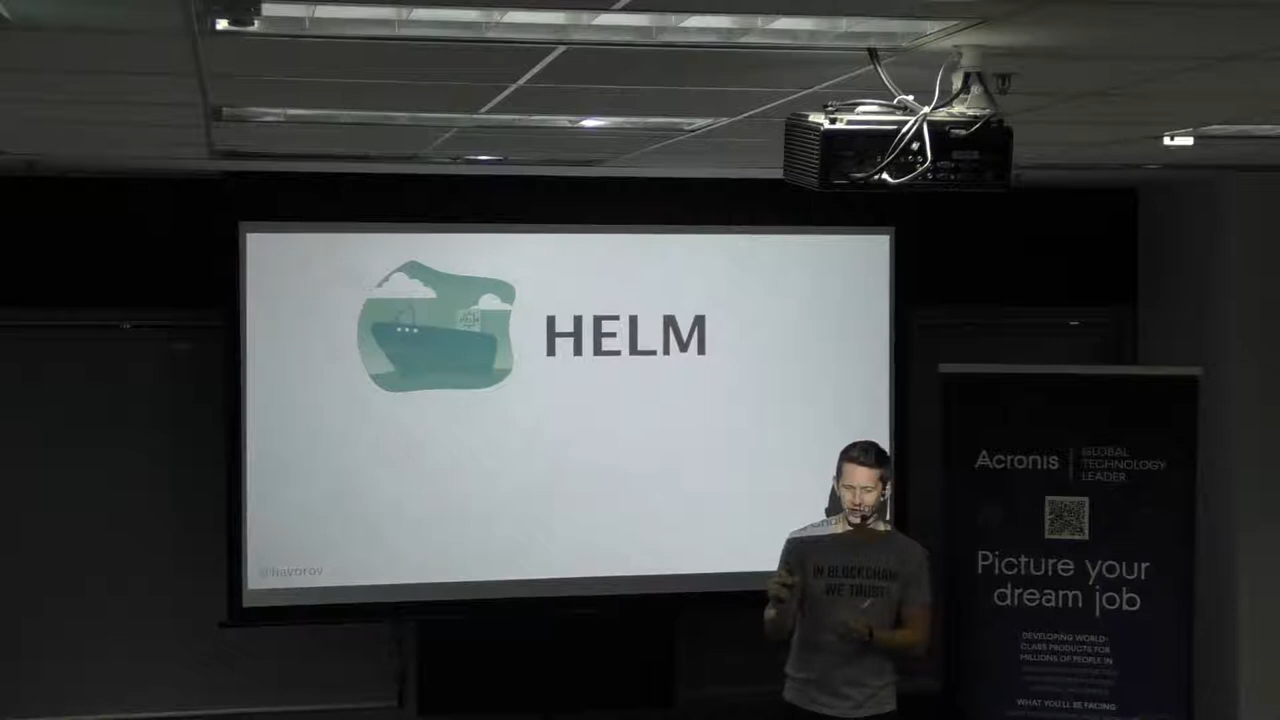 HELM
@hayorov
IN BLOCKCHAIN
WE TRUST
Acronis
GLOBAL
TECHNOLOGY
LEADER
Picture your
dream job
DEVELOPING WORLD-
CLASS PRODUCTS FOR
MILLIONS OF PEOPLE IN
WHAT YOU'LL BE FACING